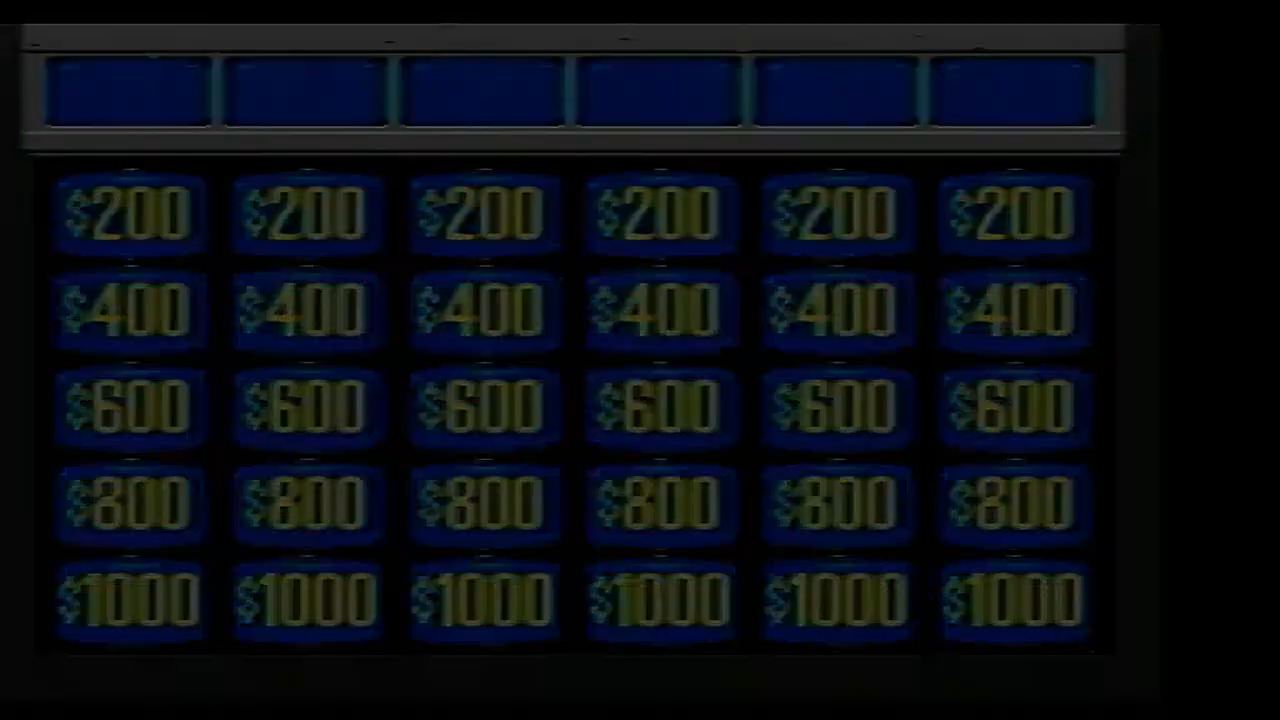 $200 $200 $200 $200 $200 $200
$400 $400 $400 $400 $400 $400
$600 $600 $600 $600 $600 $600
$800 $800 $800 $800 $800 $800
$1000 $1000 $1000 $1000 $1000 $1000